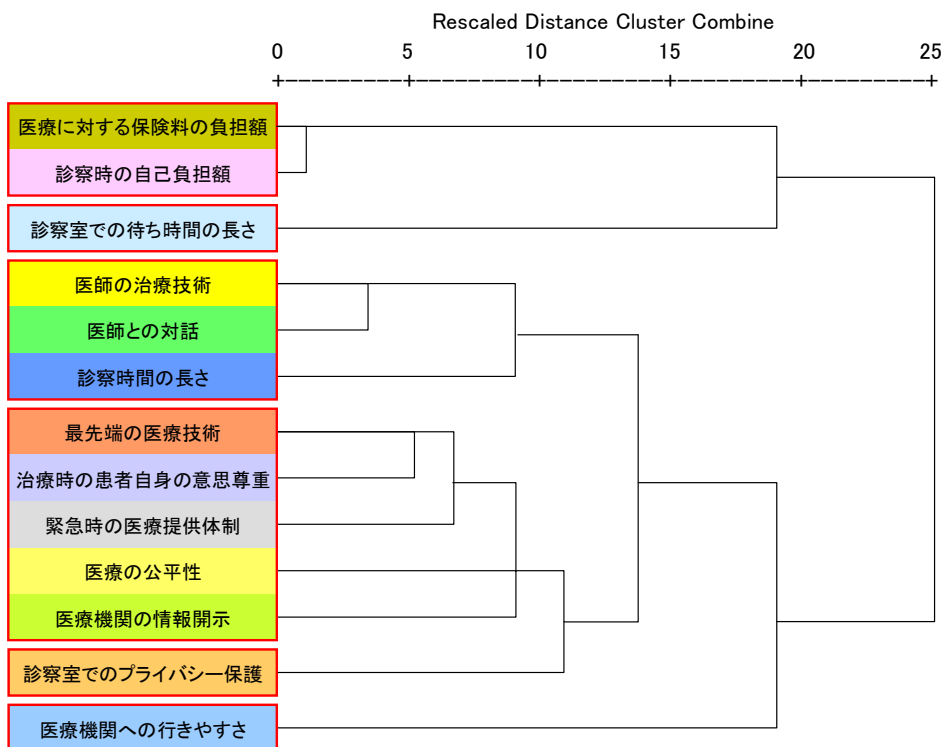 Rescaled Distance Cluster Combine
0 5 10 15 20 25
医療に対する保険料の負担額
診察時の自己負担額
診察室での待ち時間の長さ
医師の治療技術
医師との対話
診察時間の長さ
最先端の医療技術
治療時の患者自身の意思尊重
緊急時の医療提供体制
医療の公平性
医療機関の情報開示
診察室でのプライバシー保護
医療機関への行きやすさ